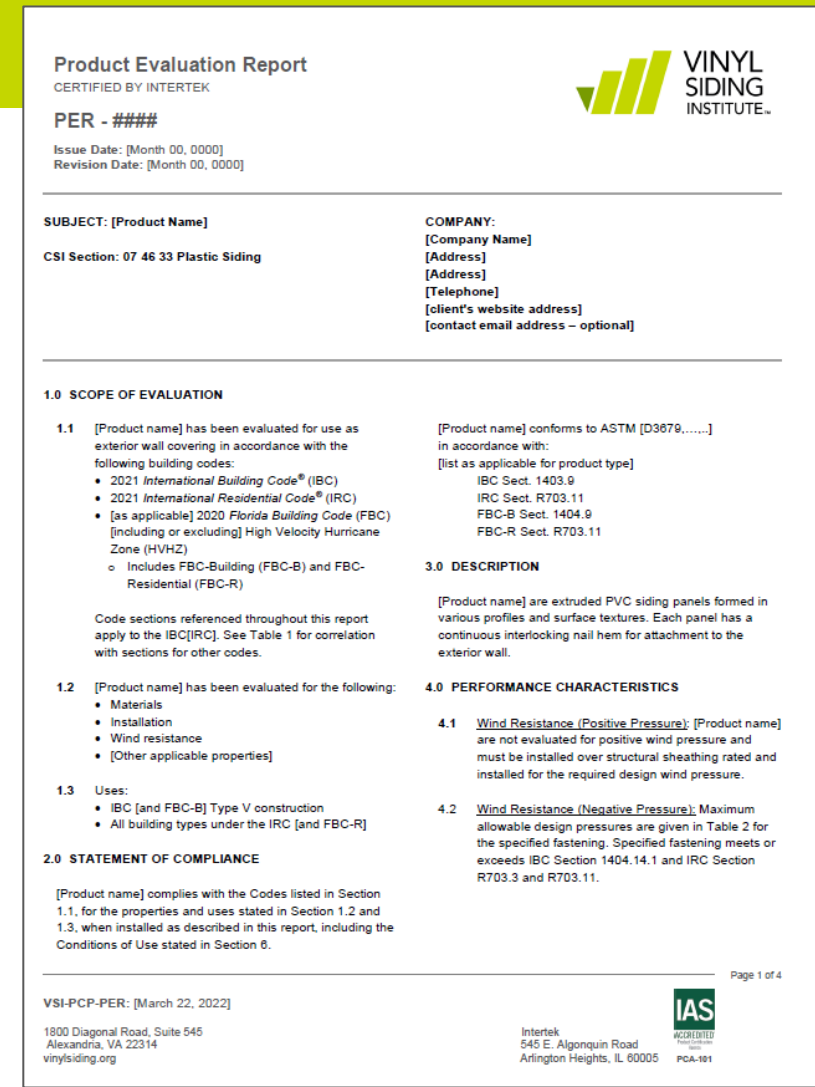 Product Evaluation Report
CERTIFIED BY INTERTEK
PER - ####
Issue Date: [Month 00, 0000]
Revision Date: [Month 00, 0000]
VINYL
SIDING
INSTITUTE™
SUBJECT: [Product Name]
CSI Section: 07 46 33 Plastic Siding
COMPANY:
[Company Name]
[Address]
[Address]
[Telephone]
[client's website address]
[contact email address – optional]
1.0 SCOPE OF EVALUATION
1.1 [Product name] has been evaluated for use as
exterior wall covering in accordance with the
following building codes:
• 2021 International Building Code® (IBC)
• 2021 International Residential Code® (IRC)
• [as applicable] 2020 Florida Building Code (FBC)
[including or excluding] High Velocity Hurricane
Zone (HVHZ)
o Includes FBC-Building (FBC-B) and FBC-
Residential (FBC-R)
Code sections referenced throughout this report
apply to the IBC[IRC]. See Table 1 for correlation
with sections for other codes.
1.2 [Product name] has been evaluated for the following:
• Materials
• Installation
• Wind resistance
• [Other applicable properties]
1.3 Uses:
• IBC [and FBC-B] Type V construction
• All building types under the IRC [and FBC-R]
2.0 STATEMENT OF COMPLIANCE
[Product name] complies with the Codes listed in Section
1.1, for the properties and uses stated in Section 1.2 and
1.3, when installed as described in this report, including the
Conditions of Use stated in Section 6.
[Product name] conforms to ASTM [D3679,…,..]
in accordance with:
[list as applicable for product type]
IBC Sect. 1403.9
IRC Sect. R703.11
FBC-B Sect. 1404.9
FBC-R Sect. R703.11
3.0 DESCRIPTION
[Product name] are extruded PVC siding panels formed in
various profiles and surface textures. Each panel has a
continuous interlocking nail hem for attachment to the
exterior wall.
4.0 PERFORMANCE CHARACTERISTICS
4.1 Wind Resistance (Positive Pressure): [Product name]
are not evaluated for positive wind pressure and
must be installed over structural sheathing rated and
installed for the required design wind pressure.
4.2 Wind Resistance (Negative Pressure): Maximum
allowable design pressures are given in Table 2 for
the specified fastening. Specified fastening meets or
exceeds IBC Section 1404.14.1 and IRC Section
R703.3 and R703.11.
Page 1 of 4
VSI-PCP-PER: [March 22, 2022]
1800 Diagonal Road, Suite 545
Alexandria, VA 22314
vinylsiding.org
Intertek
545 E. Algonquin Road
Arlington Heights, IL 60005
IAS
ACCREDITED
PCA-101